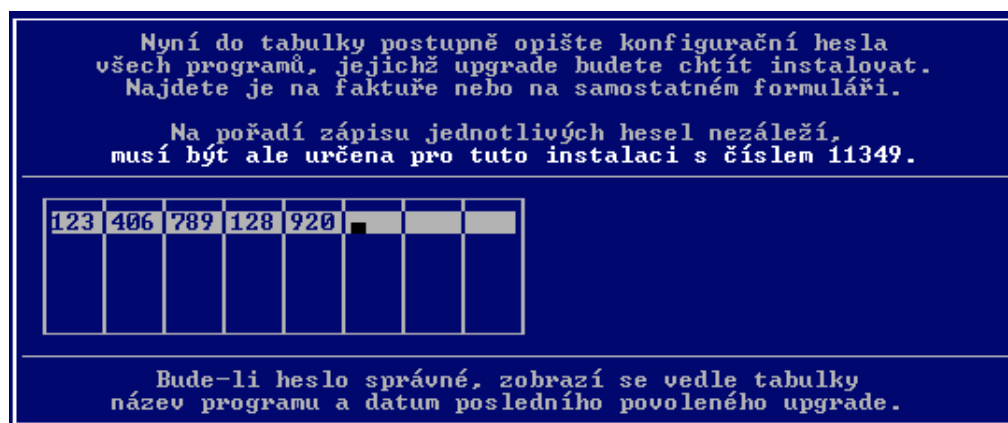 Nyní do tabulky postupně opište konfigurační hesla
všech programů, jejichž upgrade budete chtít instalovat.
Najdete je na faktuře nebo na samostatném formuláři.
Na pořadí zápisu jednotlivých hesel nezáleží,
musí být ale určena pro tuto instalaci s číslem 11349.
123 406 789 128 920
Bude-li heslo správné, zobrazí se vedle tabulky
název programu a datum posledního povoleného upgrade.